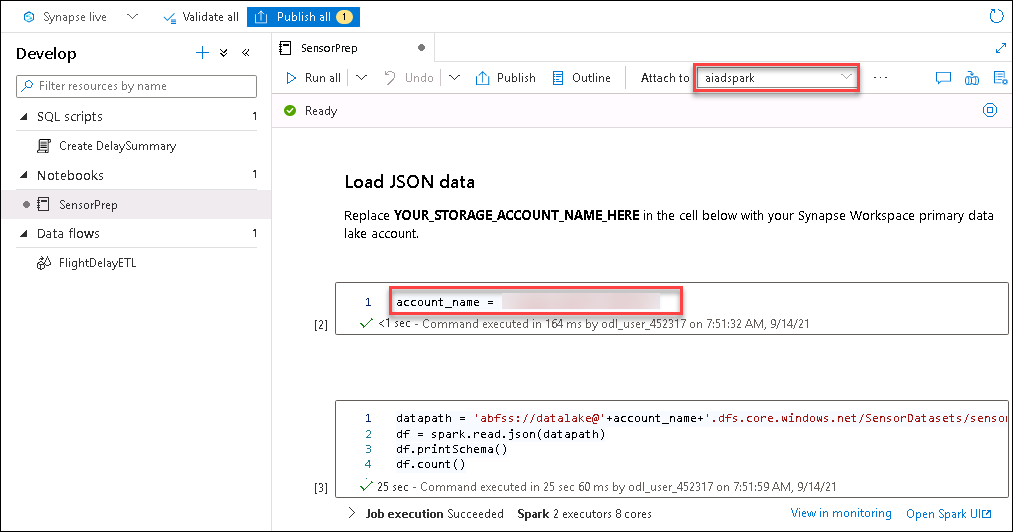 Synapse live
Validate all
Publish all 1
Develop
Filter resources by name
SQL scripts 1
Create DelaySummary
Notebooks 1
SensorPrep
Data flows 1
FlightDelayETL
SensorPrep
Run all
Undo
Publish
Outline
Attach to aiadspark
Ready
Load JSON data
Replace YOUR_STORAGE_ACCOUNT_NAME_HERE in the cell below with your Synapse Workspace primary data
lake account.
1 account_name =
[2] <1 sec - Command executed in 164 ms by odl_user_452317 on 7:51:32 AM, 9/14/21
1 datapath = 'abfss://datalake@'+account_name+'.dfs.core.windows.net/SensorDatasets/sensor
2 df = spark.read.json(datapath)
3 df.printSchema()
4 df.count()
[3] 25 sec - Command executed in 25 sec 60 ms by odl_user_452317 on 7:51:59 AM, 9/14/21
Job execution Succeeded Spark 2 executors 8 cores View in monitoring Open Spark UI